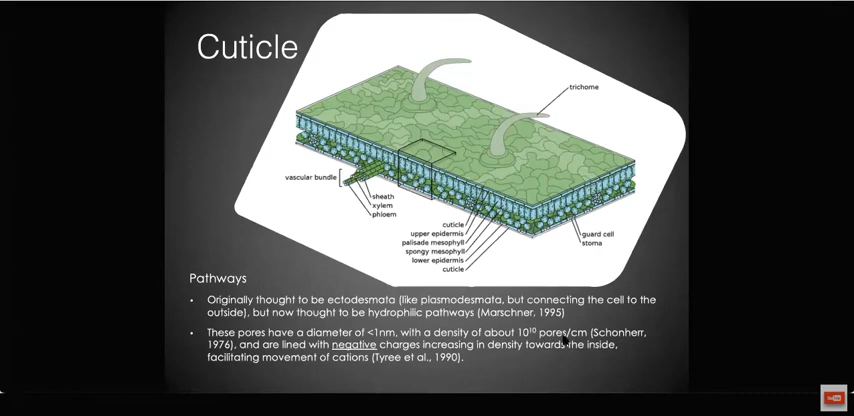 Cuticle
trichome
vascular bundle
sheath
xylem
phloem
cuticle
upper epidermis
palisade mesophyll
spongy mesophyll
lower epidermis
cuticle
guard cell
stoma
Pathways
• Originally thought to be ectodesmata (like plasmodesmata, but connecting the cell to the
outside), but now thought to be hydrophilic pathways (Marschner, 1995)
• These pores have a diameter of <1nm, with a density of about 10¹⁰ pores/cm (Schonherr,
1976), and are lined with negative charges increasing in density towards the inside,
facilitating movement of cations (Tyree et al., 1990).